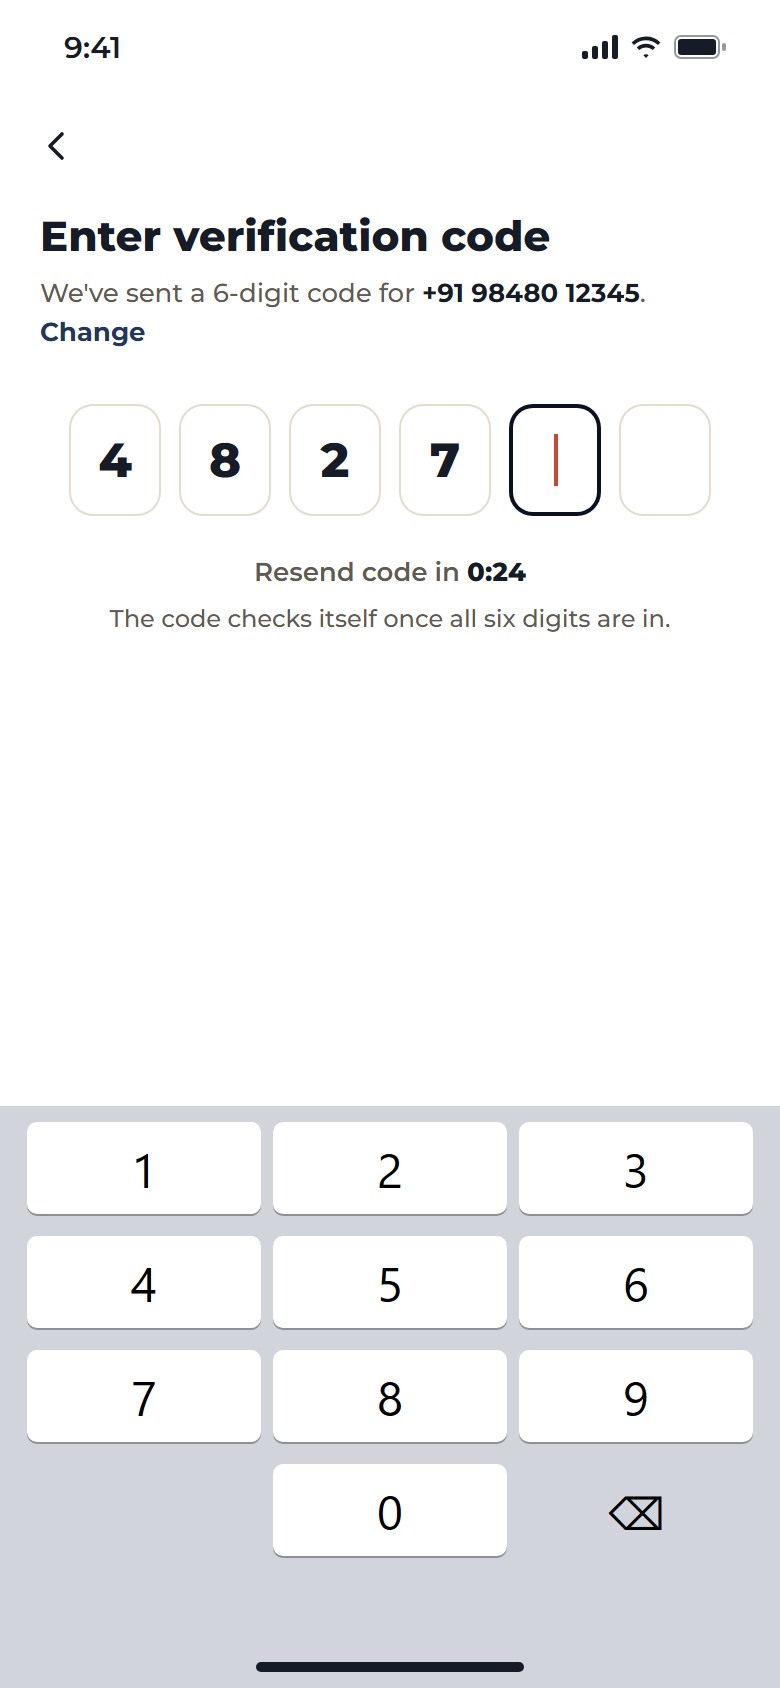 9:41
Enter verification code
We've sent a 6-digit code for +91 98480 12345.
Change
4 8 2 7
Resend code in 0:24
The code checks itself once all six digits are in.
1 2 3
4 5 6
7 8 9
0